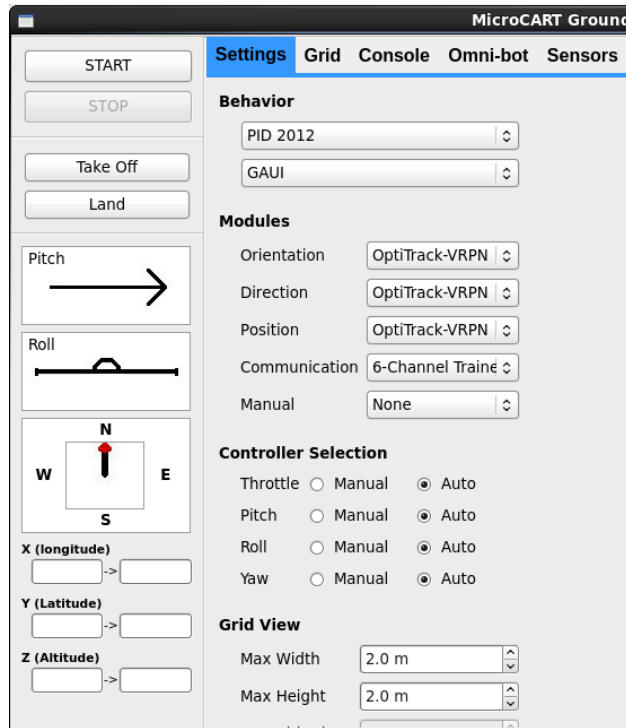 MicroCART Ground
START
STOP
Take Off
Land
Pitch
Roll
N
W E
S
X (longitude)
->
Y (Latitude)
->
Z (Altitude)
->
Settings Grid Console Omni-bot Sensors
Behavior
PID 2012
GAUI
Modules
Orientation OptiTrack-VRPN
Direction OptiTrack-VRPN
Position OptiTrack-VRPN
Communication 6-Channel Traine
Manual None
Controller Selection
Throttle Manual Auto
Pitch Manual Auto
Roll Manual Auto
Yaw Manual Auto
Grid View
Max Width 2.0 m
Max Height 2.0 m